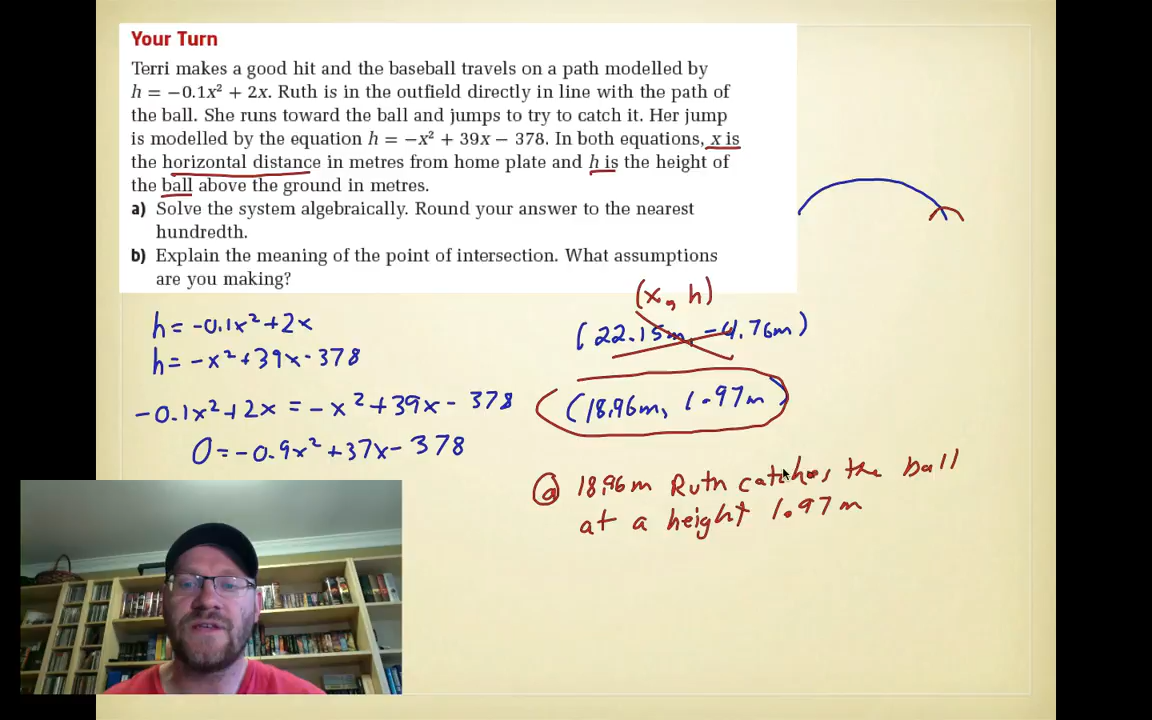 Your Turn
Terri makes a good hit and the baseball travels on a path modelled by
h = −0.1x² + 2x. Ruth is in the outfield directly in line with the path of
the ball. She runs toward the ball and jumps to try to catch it. Her jump
is modelled by the equation h = −x² + 39x − 378. In both equations, x is
the horizontal distance in metres from home plate and h is the height of
the ball above the ground in metres.
a) Solve the system algebraically. Round your answer to the nearest
hundredth.
b) Explain the meaning of the point of intersection. What assumptions
are you making?
h = -0.1x² + 2x
h = -x² + 39x - 378
-0.1x² + 2x = -x² + 39x - 378
0 = -0.9x² + 37x - 378
(x, h)
(22.15m, -4.76m)
(18.96m, 1.97m)
@ 18.96m Ruth catches the ball
at a height 1.97m